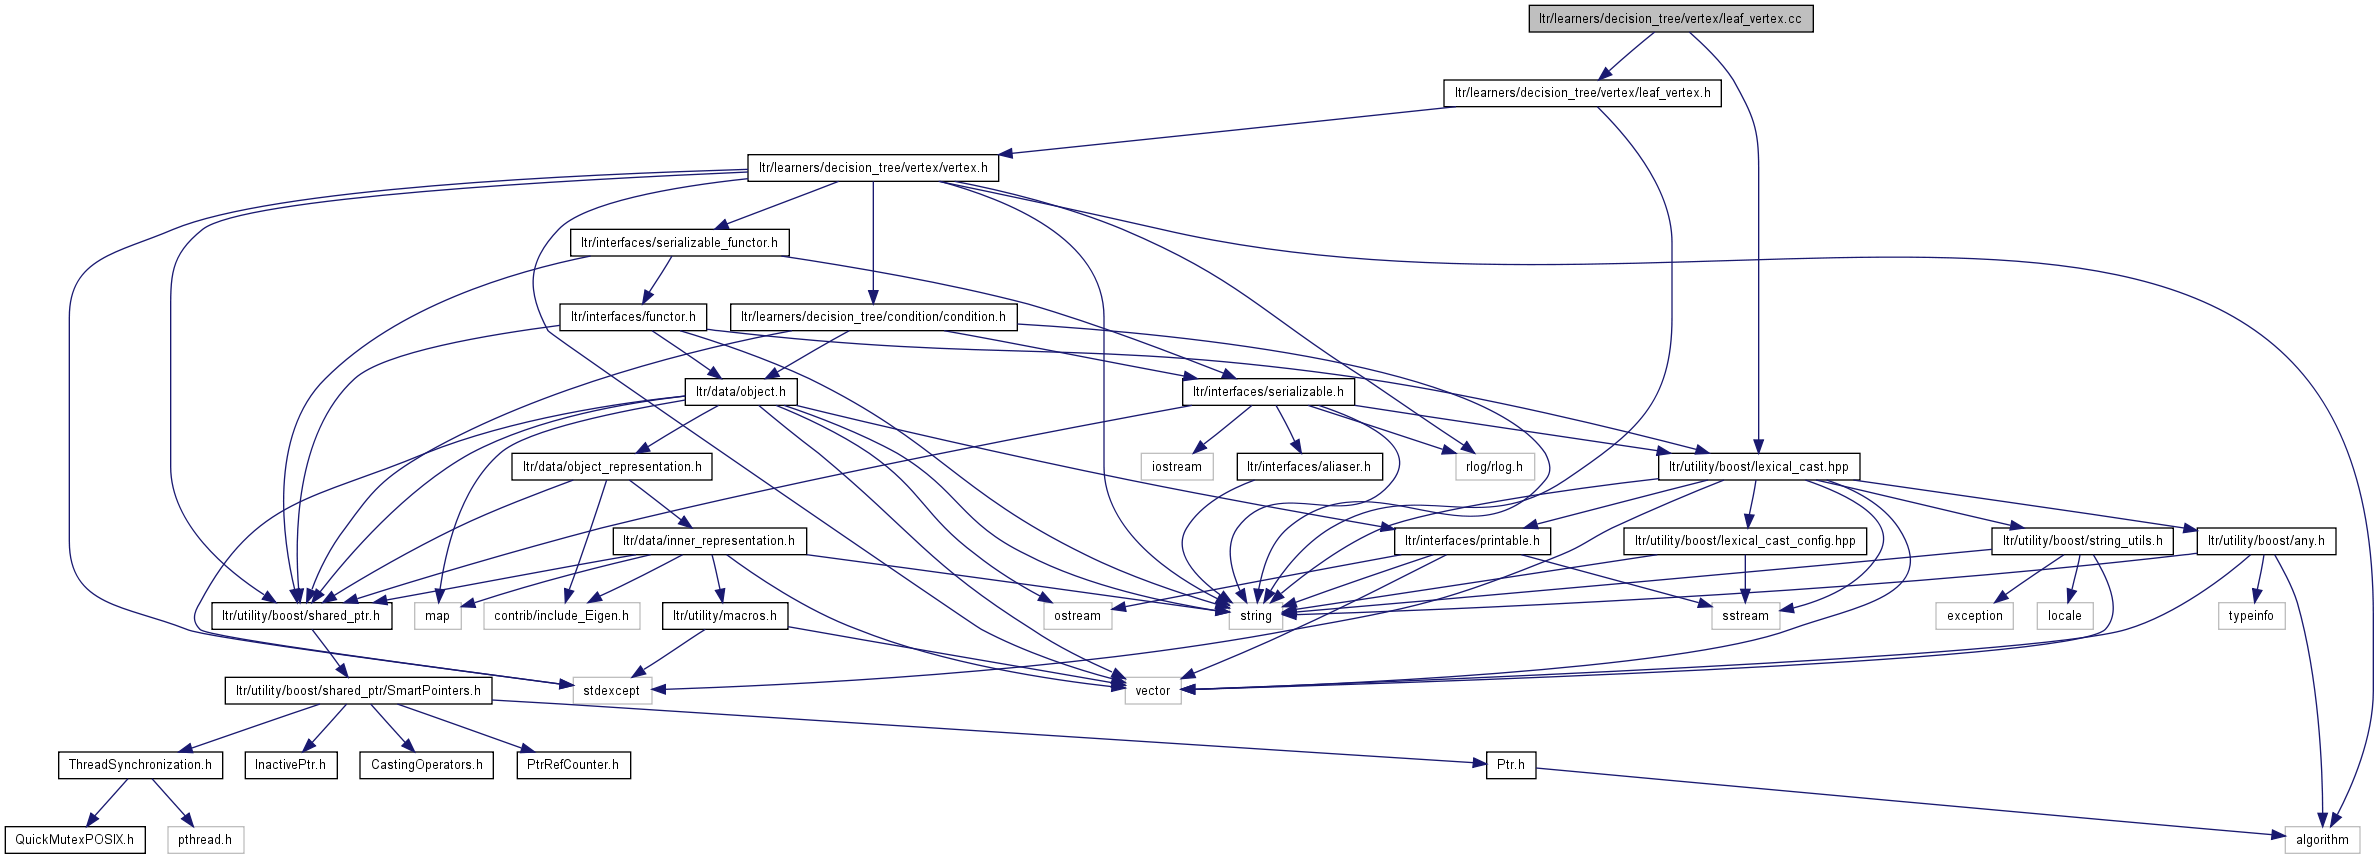 ltr/learners/decision_tree/vertex/leaf_vertex.cc
ltr/learners/decision_tree/vertex/leaf_vertex.h
ltr/learners/decision_tree/vertex/vertex.h
ltr/interfaces/serializable_functor.h
ltr/interfaces/functor.h
ltr/learners/decision_tree/condition/condition.h
ltr/data/object.h
ltr/interfaces/serializable.h
ltr/data/object_representation.h
iostream
ltr/interfaces/aliaser.h
rlog/rlog.h
ltr/utility/boost/lexical_cast.hpp
ltr/data/inner_representation.h
ltr/interfaces/printable.h
ltr/utility/boost/lexical_cast_config.hpp
ltr/utility/boost/string_utils.h
ltr/utility/boost/any.h
ltr/utility/boost/shared_ptr.h
map
contrib/include_Eigen.h
ltr/utility/macros.h
ostream
string
sstream
exception
locale
typeinfo
ltr/utility/boost/shared_ptr/SmartPointers.h
stdexcept
vector
ThreadSynchronization.h
InactivePtr.h
CastingOperators.h
PtrRefCounter.h
Ptr.h
QuickMutexPOSIX.h
pthread.h
algorithm